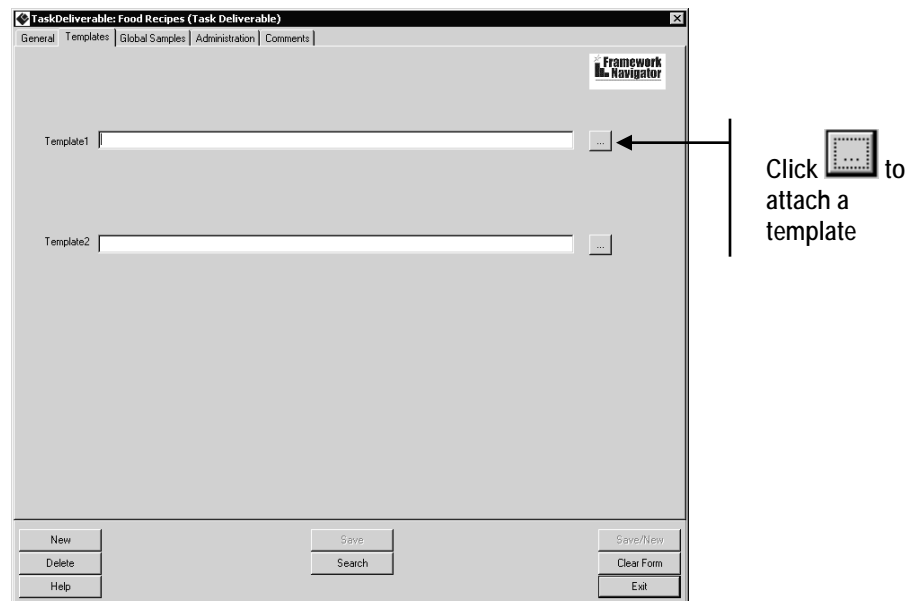 TaskDeliverable: Food Recipes (Task Deliverable)
General Templates Global Samples Administration Comments
Framework
Navigator
Template1 ...
Click ... to
attach a
template
Template2 ...
New Save Save/New
Delete Search Clear Form
Help Exit